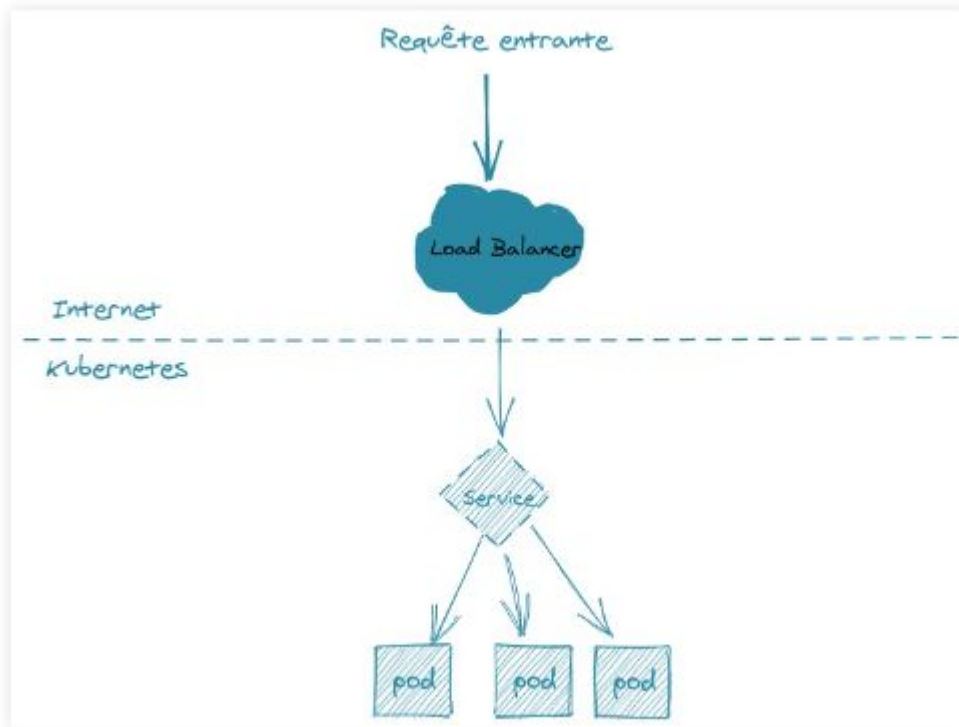 Requête entrante
Load Balancer
Internet
Kubernetes
Service
pod
pod
pod